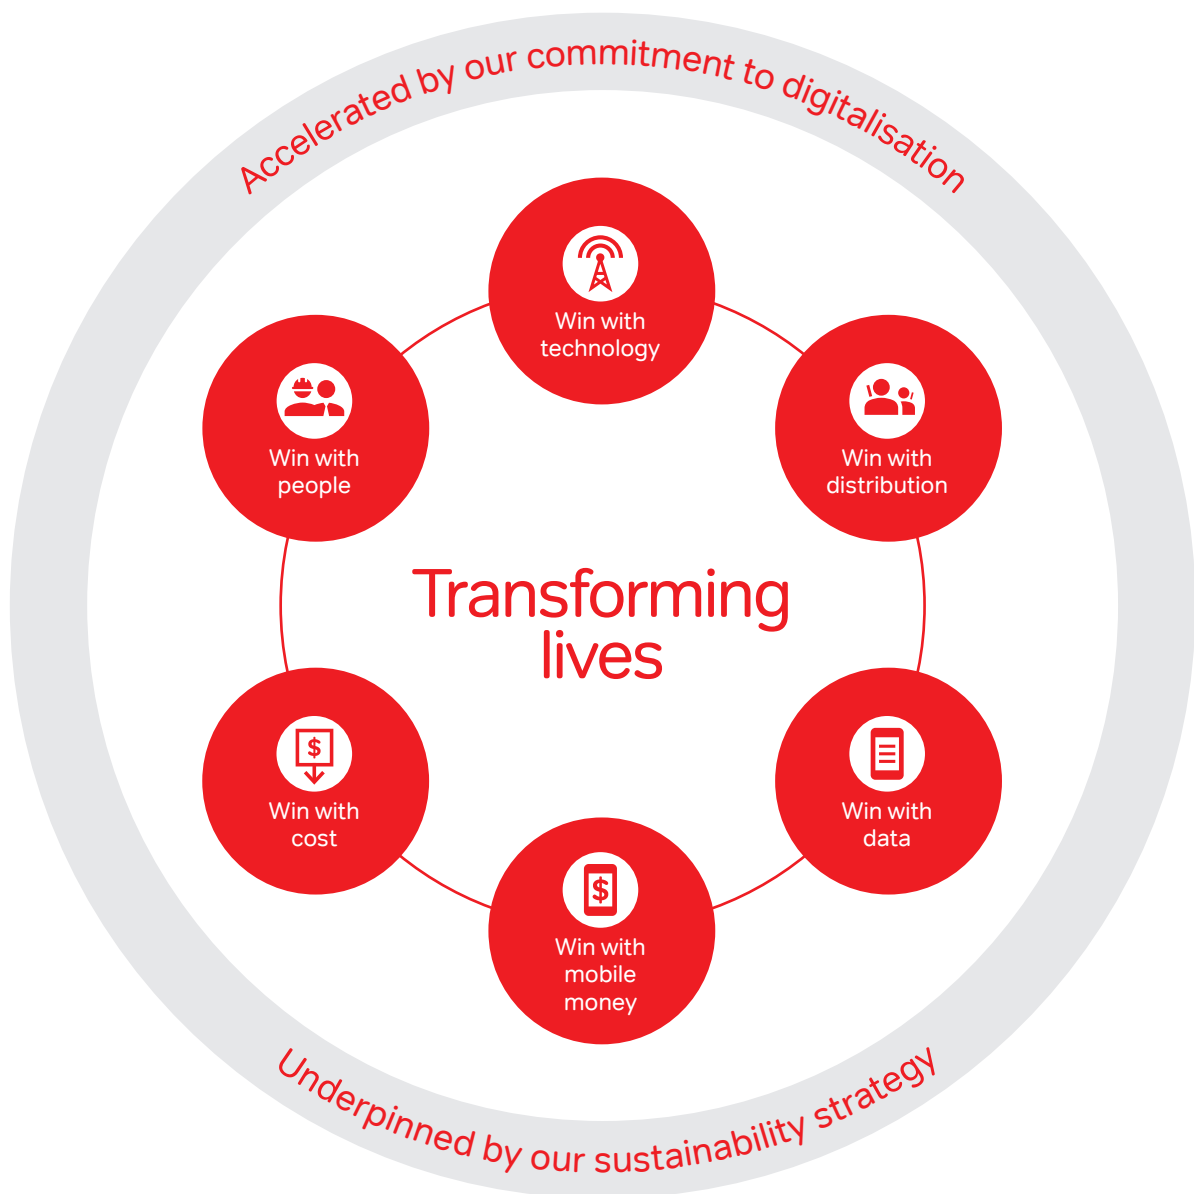 Accelerated by our commitment to digitalisation
Win with
technology
Win with
people
Win with
distribution
Transforming
lives
$
Win with
cost
Win with
data
$
Win with
mobile
money
Underpinned by our sustainability strategy